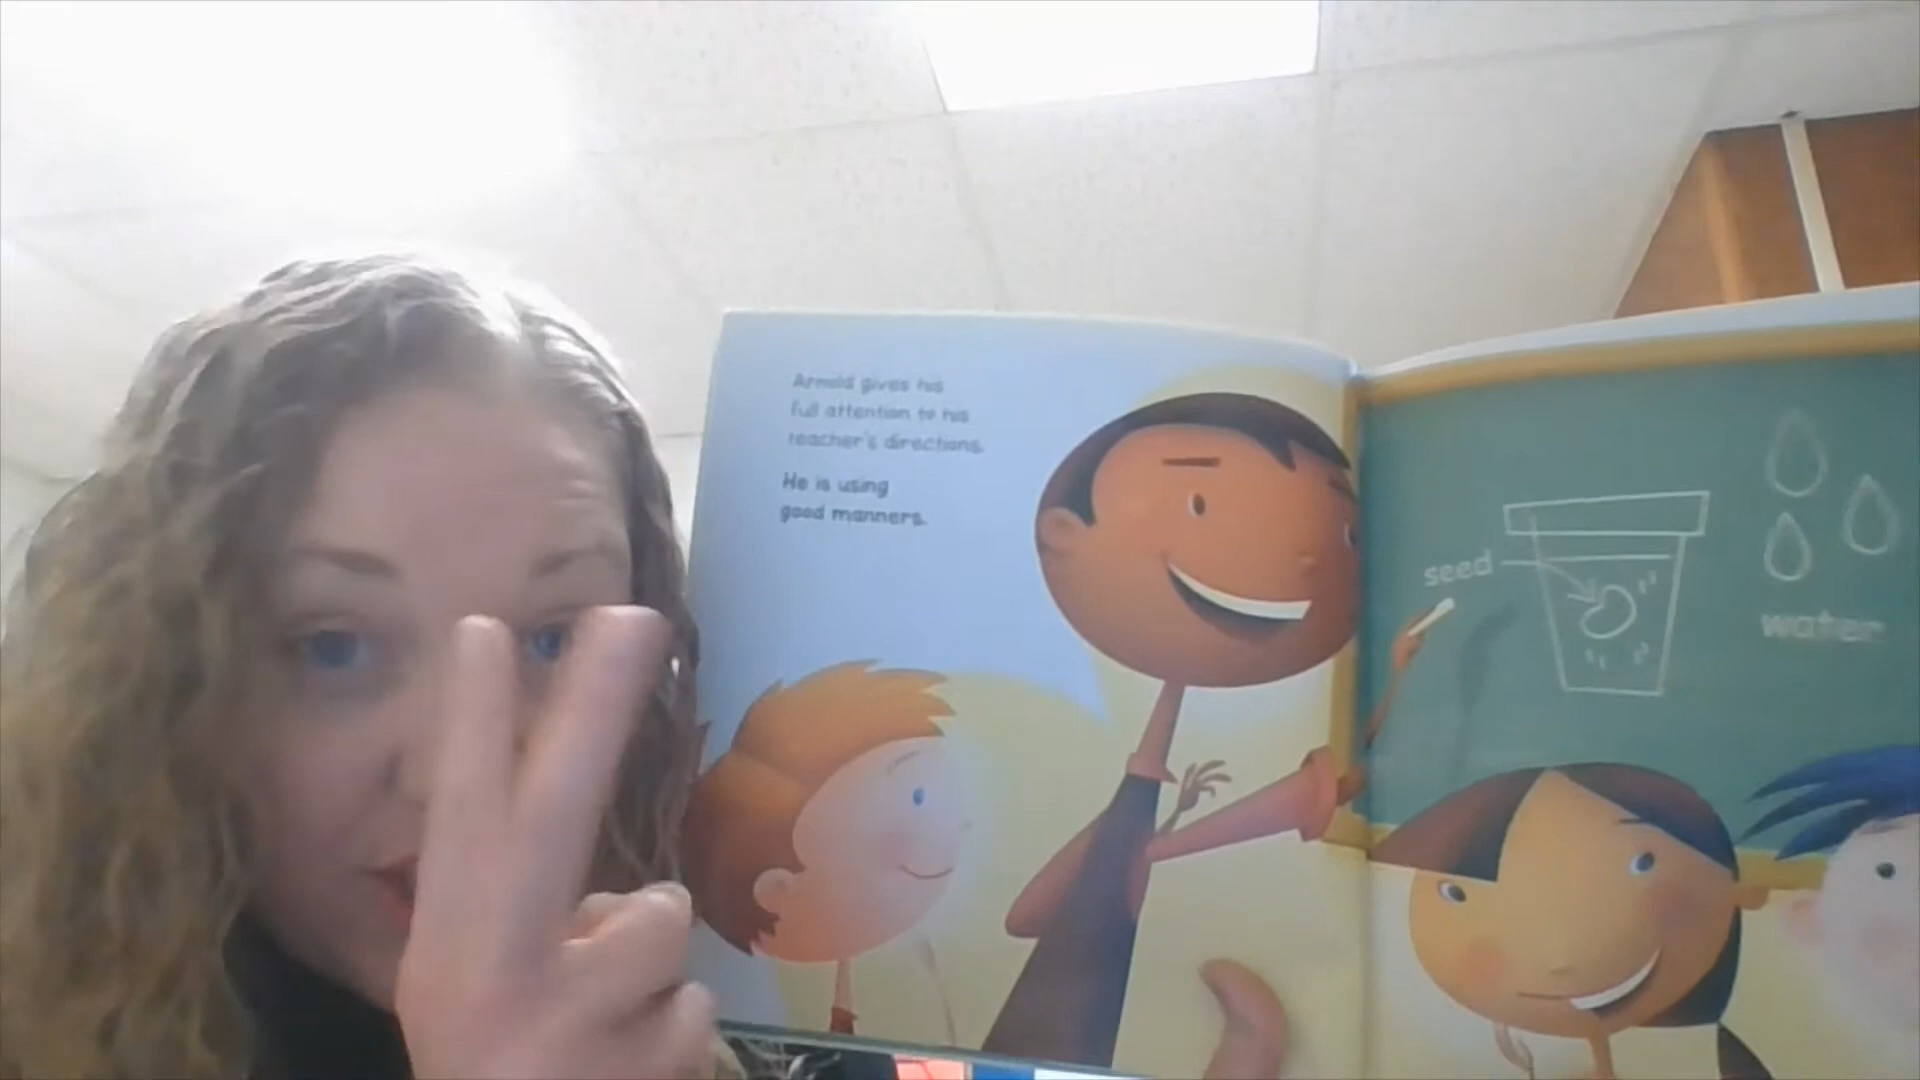 Arnold gives his
full attention to his
teacher's directions.
He is using
good manners.
seed
water